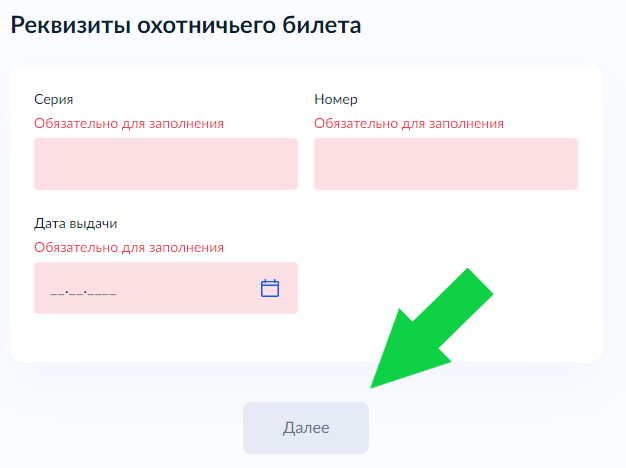 Реквизиты охотничьего билета
Серия
Номер
Обязательно для заполнения
Обязательно для заполнения
Дата выдачи
Обязательно для заполнения
__.__.____
Далее